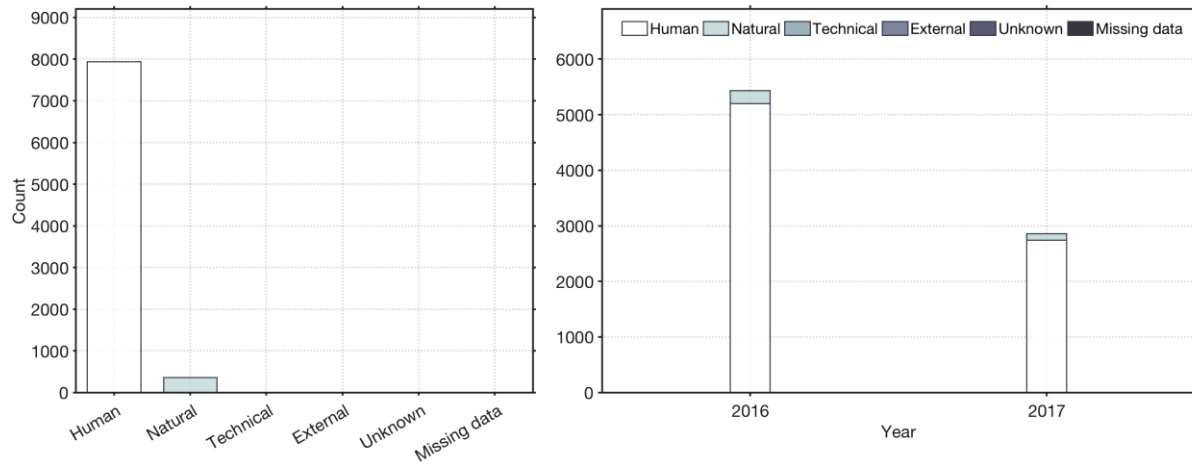 9000
8000
7000
6000
5000
4000
3000
2000
1000
0
Count
Human
Natural
Technical
External
Unknown
Missing data
Human Natural Technical External Unknown Missing data
6000
5000
4000
3000
2000
1000
0
2016 2017
Year